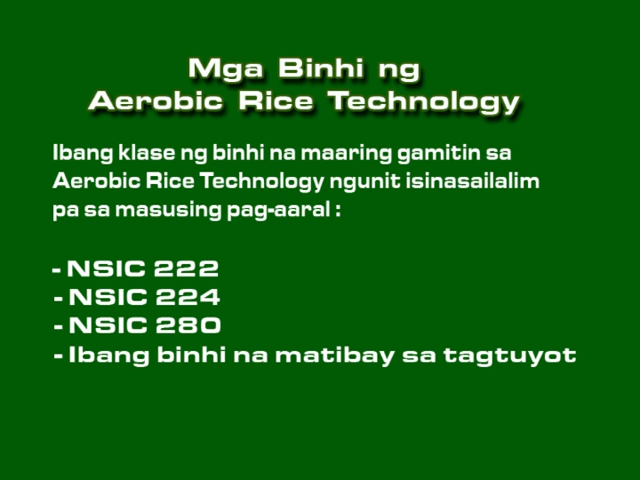 Mga Binhi ng
Aerobic Rice Technology
Ibang klase ng binhi na maaring gamitin sa
Aerobic Rice Technology ngunit isinasailalim
pa sa masusing pag-aaral :
- NSIC 222
- NSIC 224
- NSIC 280
- Ibang binhi na matibay sa tagtuyot